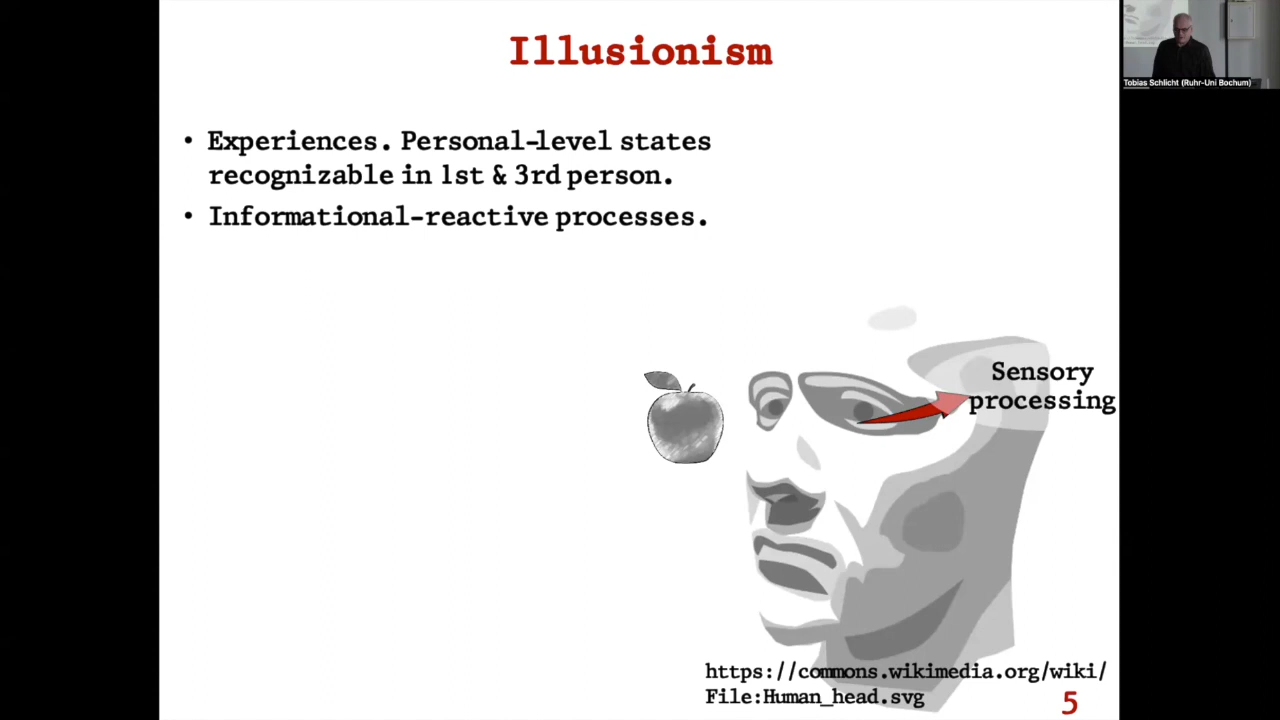 Illusionism
Tobias Schlicht (Ruhr-Uni Bochum)
• Experiences. Personal-level states
recognizable in 1st & 3rd person.
• Informational-reactive processes.
Sensory
processing
https://commons.wikimedia.org/wiki/
File:Human_head.svg
5